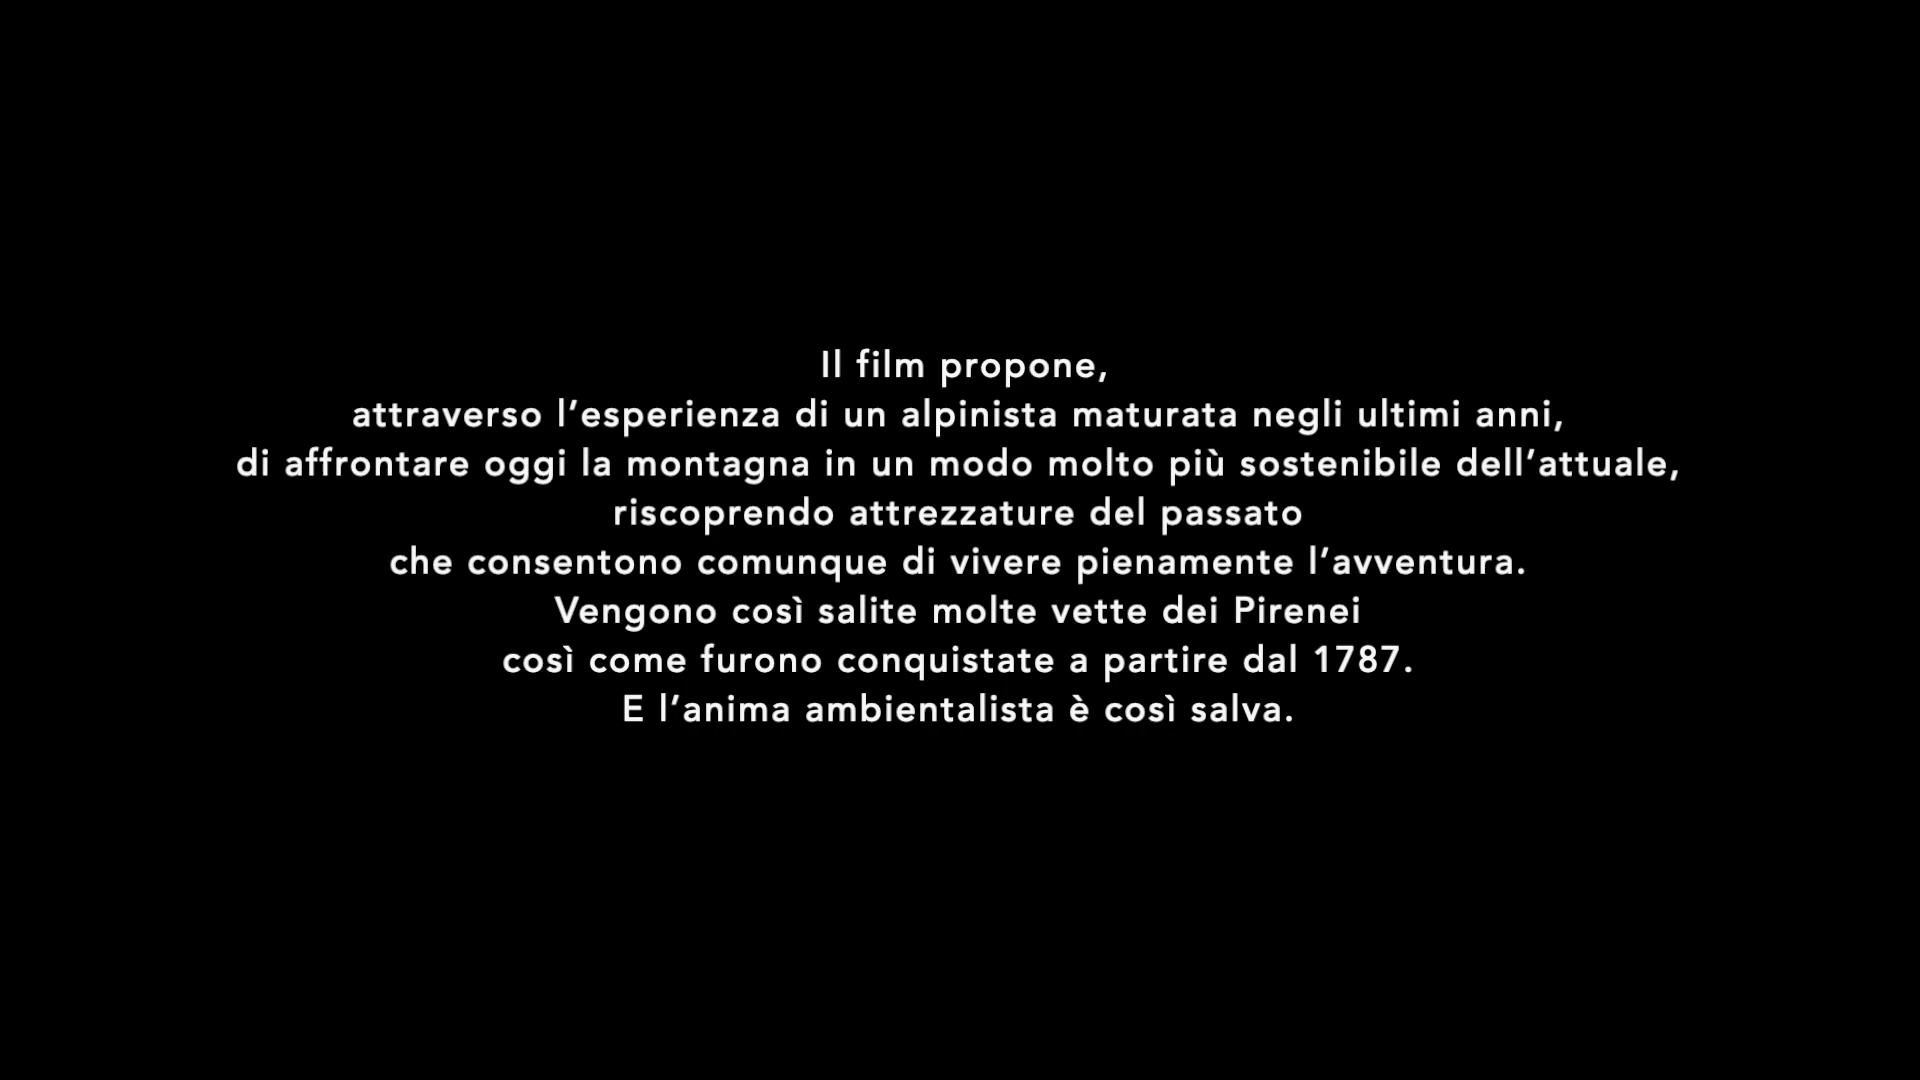 Il film propone,
attraverso l’esperienza di un alpinista maturata negli ultimi anni,
di affrontare oggi la montagna in un modo molto più sostenibile dell’attuale,
riscoprendo attrezzature del passato
che consentono comunque di vivere pienamente l’avventura.
Vengono così salite molte vette dei Pirenei
così come furono conquistate a partire dal 1787.
E l’anima ambientalista è così salva.